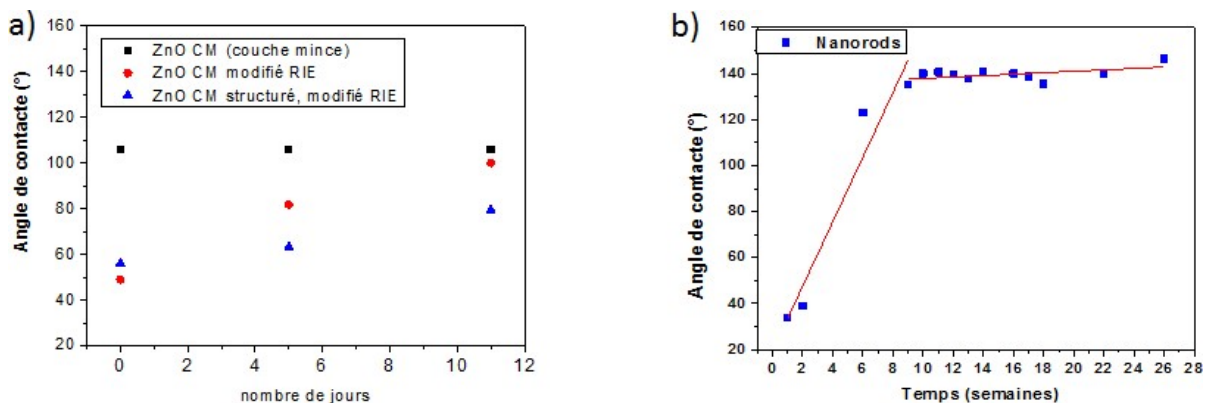 a)
160
140
120
100
80
60
40
20
Angle de contacte (°)
ZnO CM (couche mince)
ZnO CM modifié RIE
ZnO CM structuré, modifié RIE
0 2 4 6 8 10 12
nombre de jours
b)
160
140
120
100
80
60
40
20
Angle de contacte (°)
Nanorods
0 2 4 6 8 10 12 14 16 18 20 22 24 26 28
Temps (semaines)